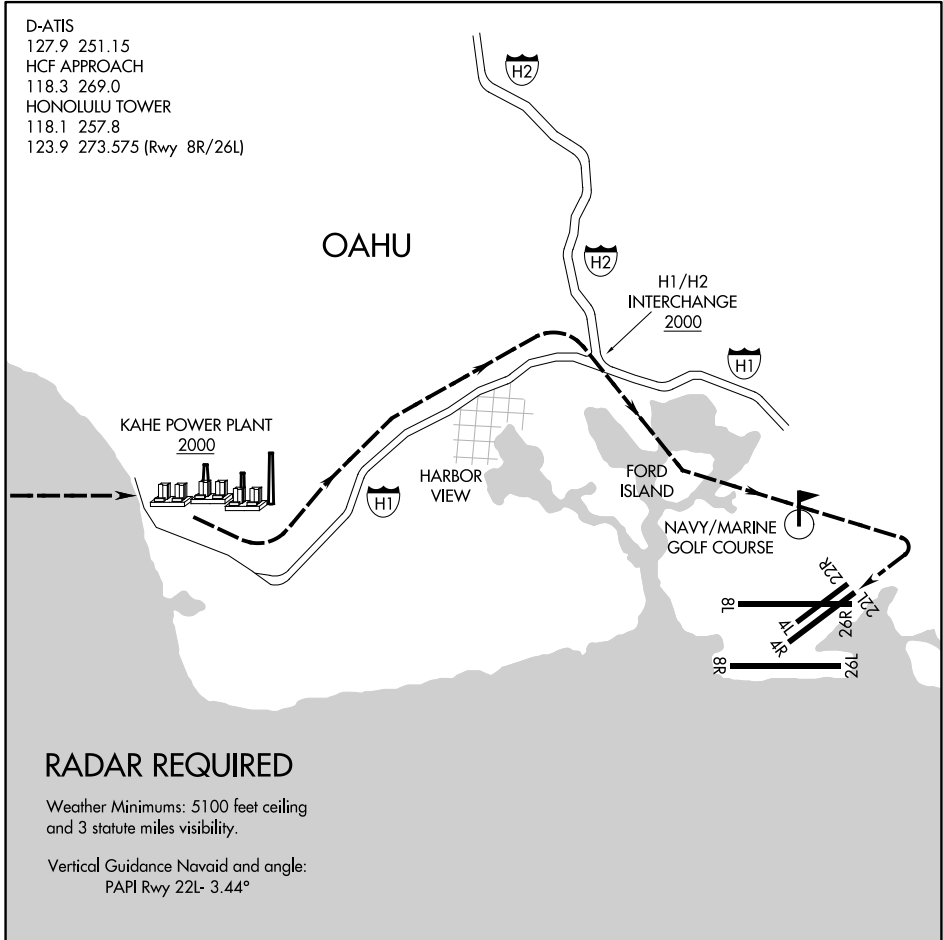 D-ATIS
127.9 251.15
HCF APPROACH
118.3 269.0
HONOLULU TOWER
118.1 257.8
123.9 273.575 (Rwy 8R/26L)
H2
OAHU
H2
H1/H2
INTERCHANGE
2000
H1
KAHE POWER PLANT
2000
H1
HARBOR
VIEW
FORD
ISLAND
NAVY/MARINE
GOLF COURSE
22R
22L
8L
4L
26R
4R
8R
26L
RADAR REQUIRED
Weather Minimums: 5100 feet ceiling
and 3 statute miles visibility.
Vertical Guidance Navaid and angle:
PAPI Rwy 22L- 3.44°